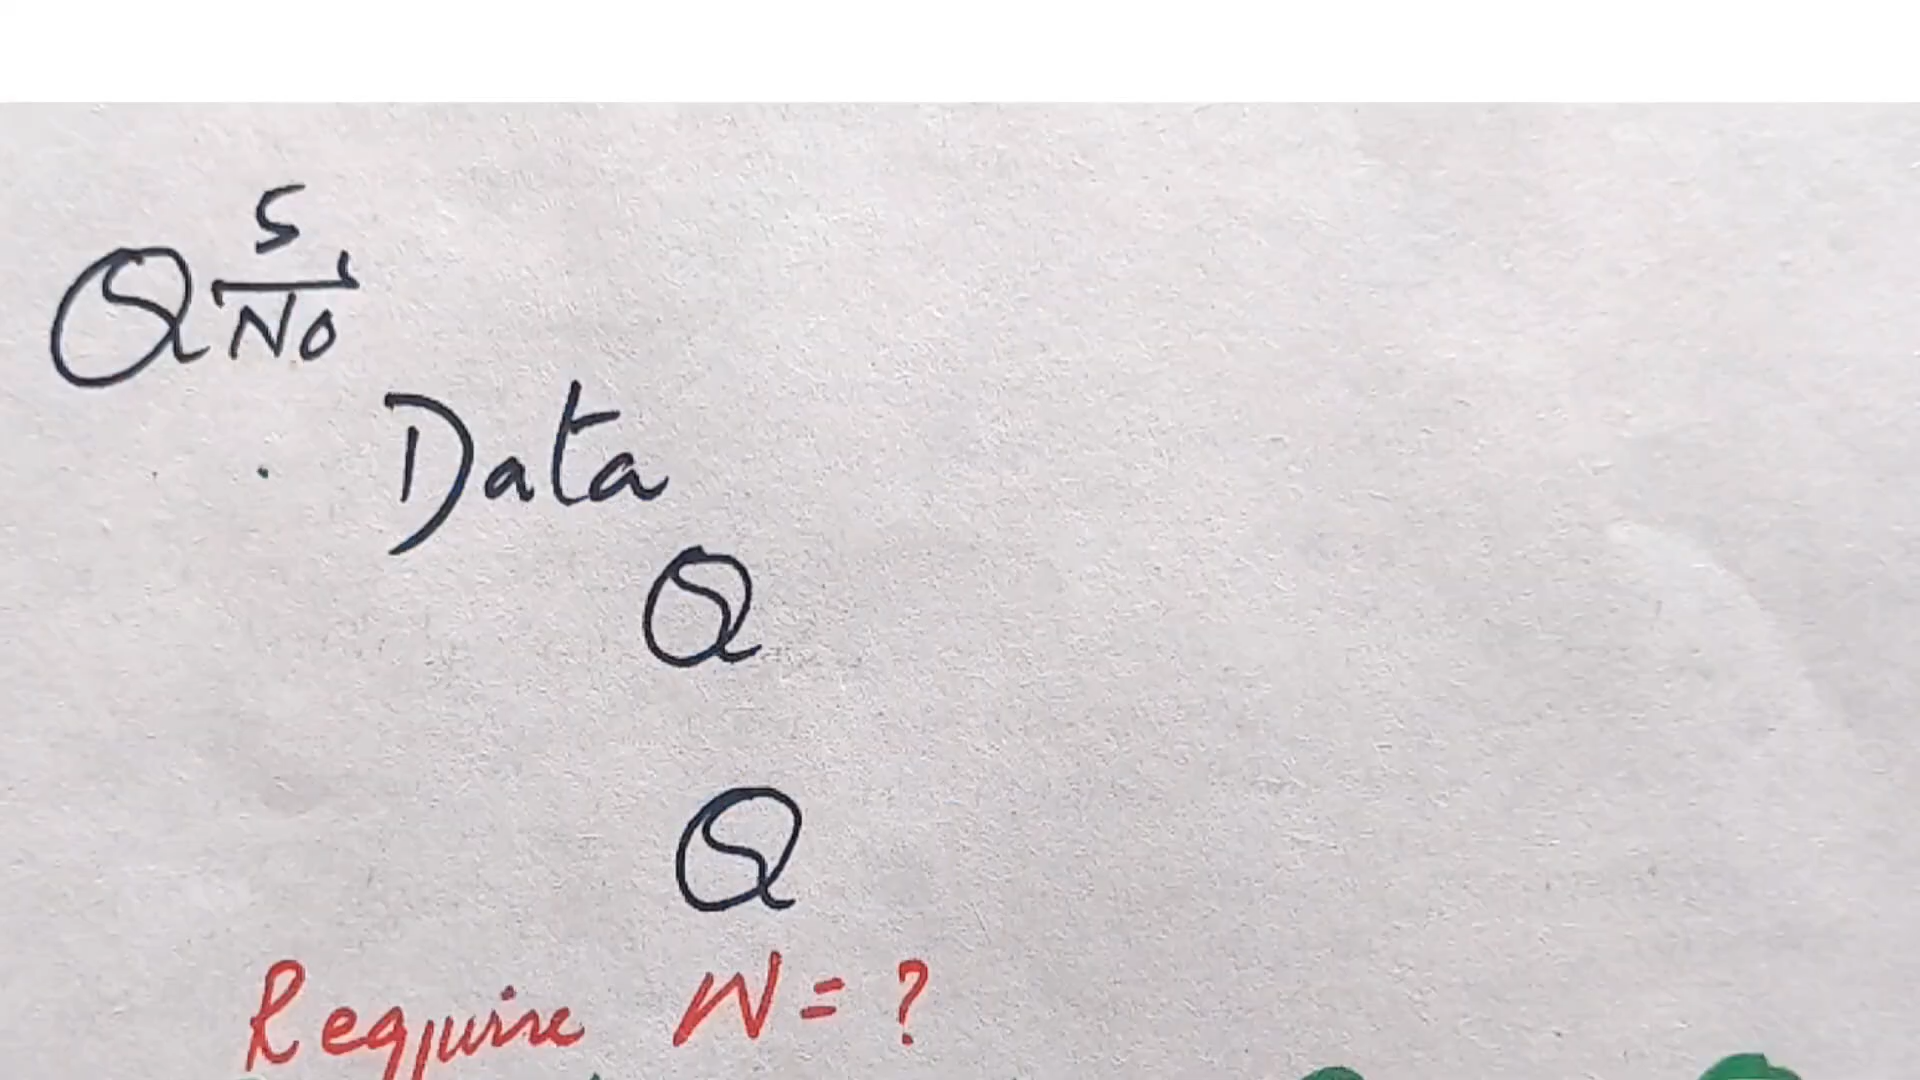 Q 5/No
Data
Q
Q
Require W = ?